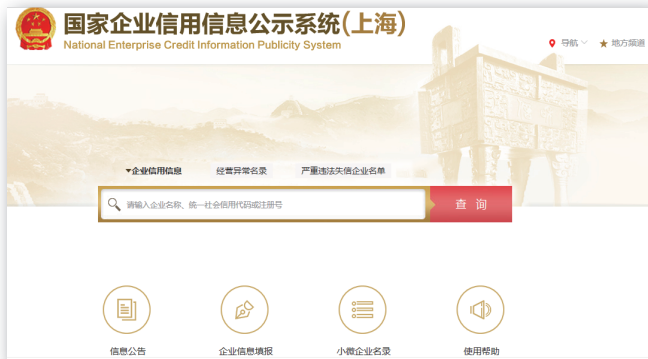 国家企业信用信息公示系统(上海)
National Enterprise Credit Information Publicity System
导航
地方频道
企业信用信息 经营异常名录 严重违法失信企业名单
请输入企业名称、统一社会信用代码或注册号
查 询
信息公告 企业信息填报 小微企业名录 使用帮助